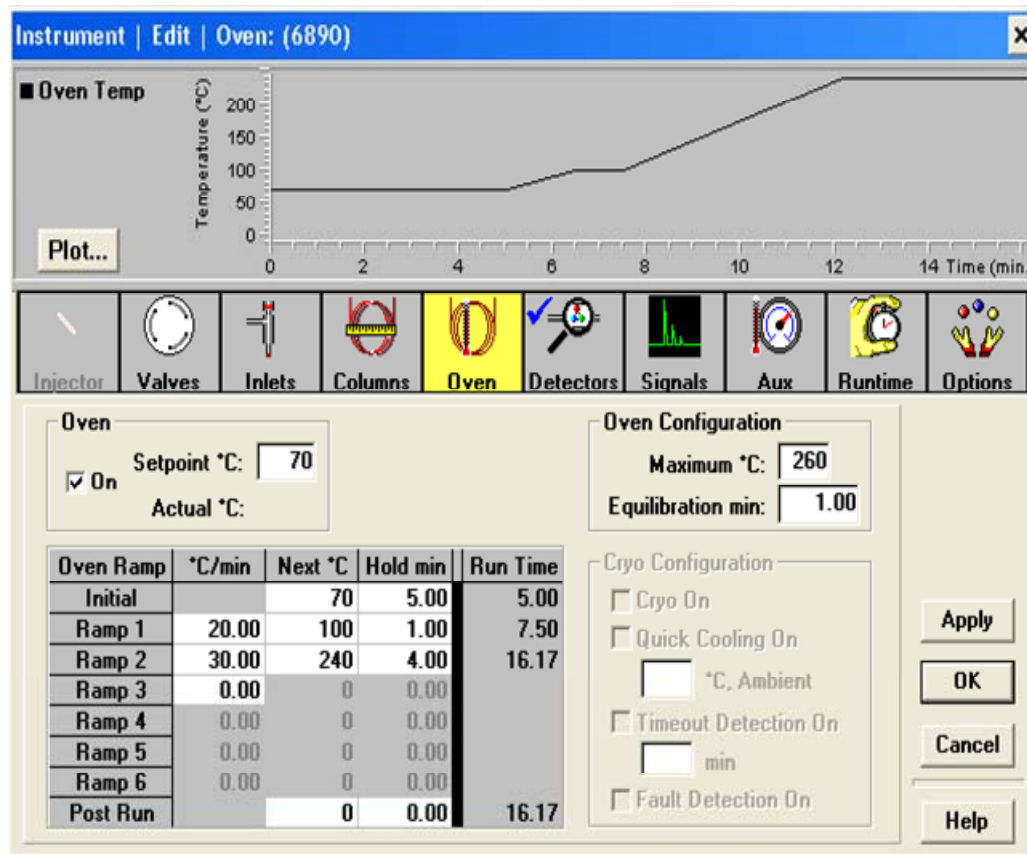 Instrument | Edit | Oven: (6890)
Oven Temp
Temperature (°C)
200
150
100
50
0
0 2 4 6 8 10 12 14 Time (min.
Plot...
Injector Valves Inlets Columns Oven Detectors Signals Aux Runtime Options
Oven
On
Setpoint °C: 70
Actual °C:
Oven Configuration
Maximum °C: 260
Equilibration min: 1.00
Oven Ramp °C/min Next °C Hold min Run Time
Initial 70 5.00 5.00
Ramp 1 20.00 100 1.00 7.50
Ramp 2 30.00 240 4.00 16.17
Ramp 3 0.00 0 0.00
Ramp 4 0.00 0 0.00
Ramp 5 0.00 0 0.00
Ramp 6 0.00 0 0.00
Post Run 0 0.00 16.17
Cryo Configuration
Cryo On
Quick Cooling On
°C, Ambient
Timeout Detection On
min
Fault Detection On
Apply
OK
Cancel
Help